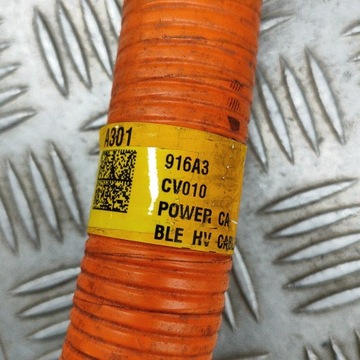 A301
916A3
CV010
POWER CA
BLE HV CAB